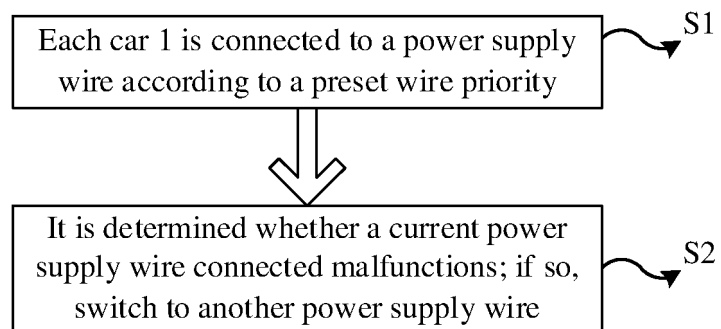 Each car 1 is connected to a power supply
wire according to a preset wire priority
S1
It is determined whether a current power
supply wire connected malfunctions; if so,
switch to another power supply wire
S2